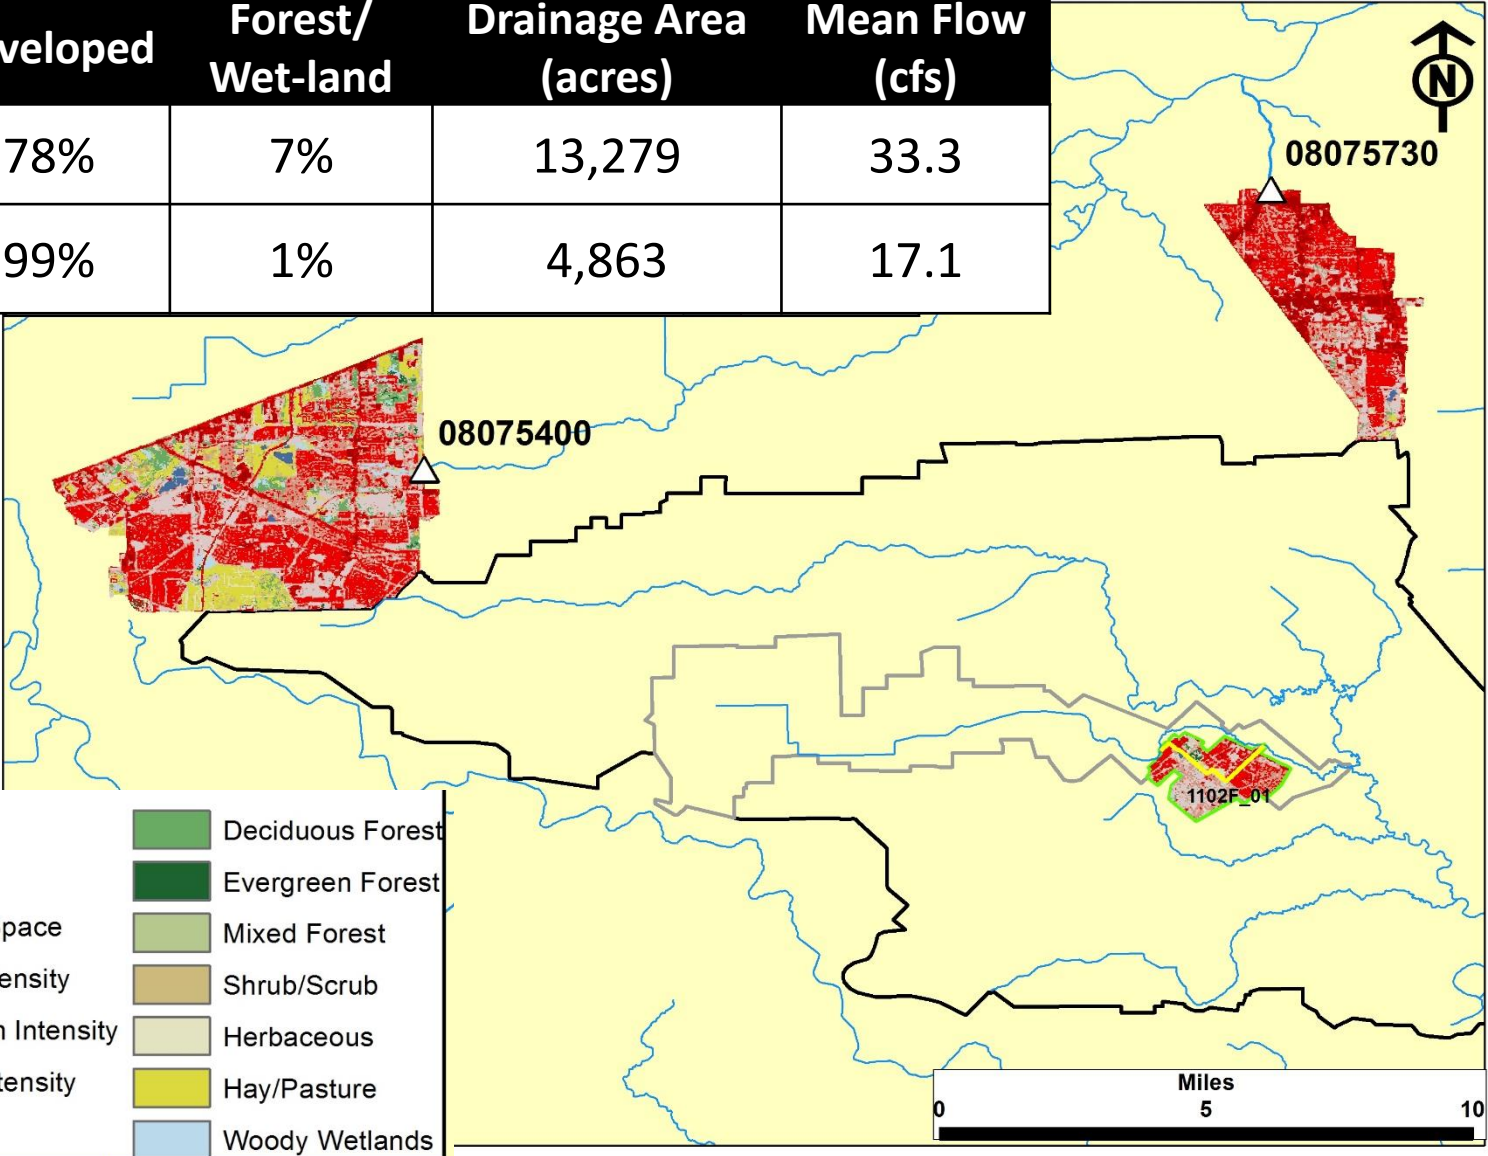 veloped
Forest/
Wet-land
Drainage Area
(acres)
Mean Flow
(cfs)
78%
7%
13,279
33.3
99%
1%
4,863
17.1
N
08075730
08075400
1102F_01
Deciduous Forest
Evergreen Forest
pace
Mixed Forest
ensity
Shrub/Scrub
n Intensity
Herbaceous
tensity
Hay/Pasture
Woody Wetlands
Miles
0
5
10